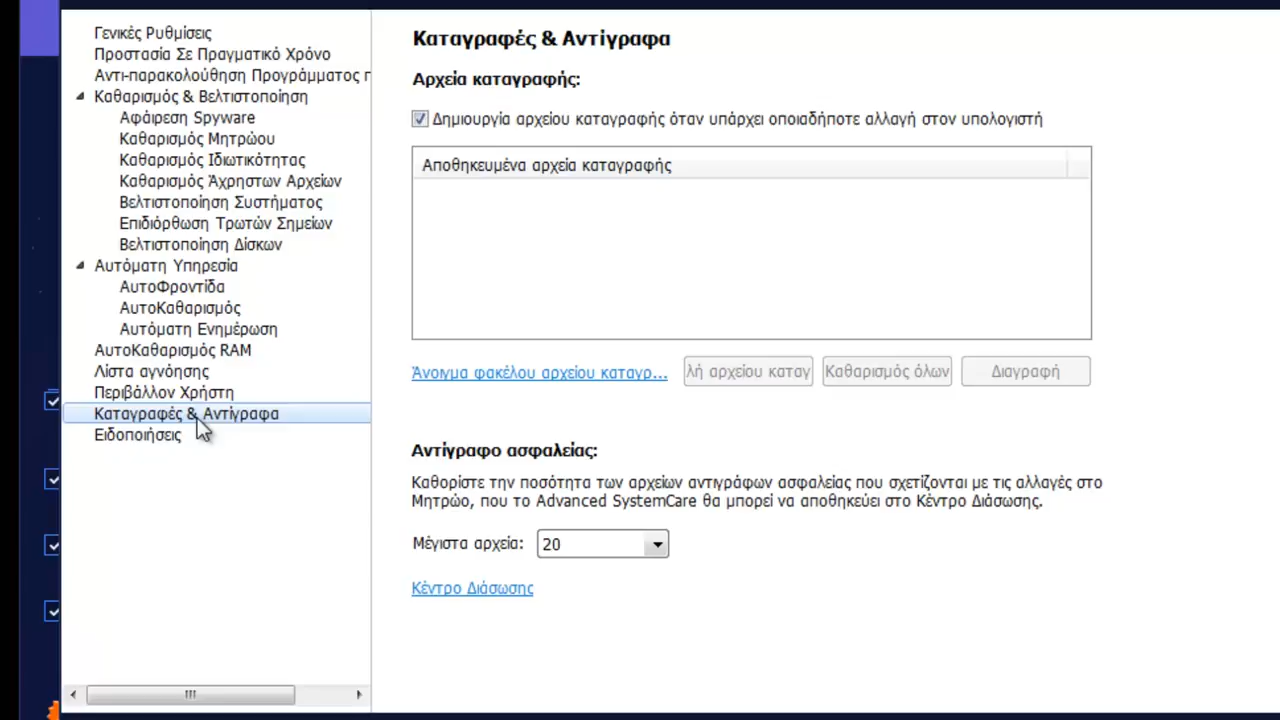 Γενικές Ρυθμίσεις
Προστασία Σε Πραγματικό Χρόνο
Αντι-παρακολούθηση Προγράμματος
Καθαρισμός & Βελτιστοποίηση
Αφάιρεση Spyware
Καθαρισμός Μητρώου
Καθαρισμός Ιδιωτικότητας
Καθαρισμός Άχρηστων Αρχείων
Βελτιστοποίηση Συστήματος
Επιδιόρθωση Τρωτών Σημείων
Βελτιστοποίηση Δίσκων
Αυτόματη Υπηρεσία
ΑυτοΦροντίδα
ΑυτοΚαθαρισμός
Αυτόματη Ενημέρωση
ΑυτοΚαθαρισμός RAM
Λίστα αγνόησης
Περιβάλλον Χρήστη
Καταγραφές & Αντίγραφα
Ειδοποιήσεις
Καταγραφές & Αντίγραφα
Αρχεία καταγραφής:
Δημιουργία αρχείου καταγραφής όταν υπάρχει οποιαδήποτε αλλαγή στον υπολογιστή
Αποθηκευμένα αρχεία καταγραφής
Άνοιγμα φακέλου αρχείου καταγρ... λή αρχείου καταγ Καθαρισμός όλων Διαγραφή
Αντίγραφο ασφαλείας:
Καθορίστε την ποσότητα των αρχείων αντιγράφων ασφαλείας που σχετίζονται με τις αλλαγές στο
Μητρώο, που το Advanced SystemCare θα μπορεί να αποθηκεύει στο Κέντρο Διάσωσης.
Μέγιστα αρχεία: 20
Κέντρο Διάσωσης